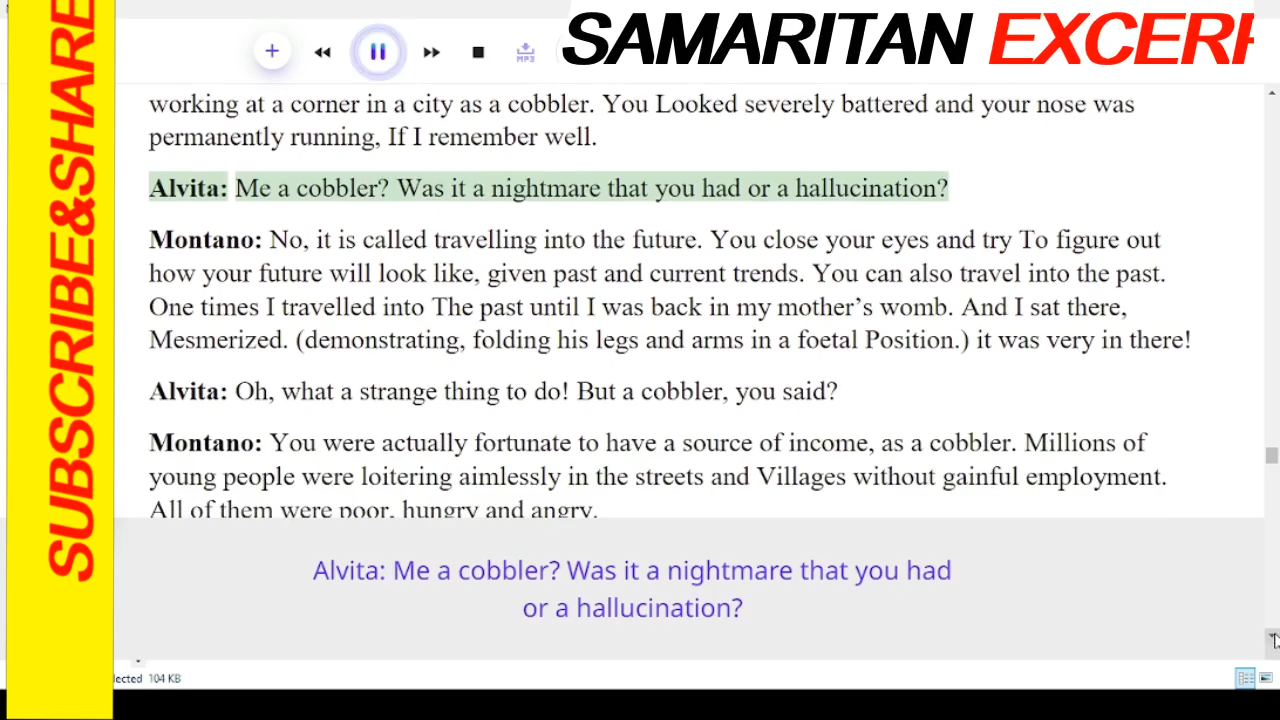 SUBSCRIBE&SHARE
SAMARITAN EXCERP
MP3
working at a corner in a city as a cobbler. You Looked severely battered and your nose was
permanently running, If I remember well.
Alvita: Me a cobbler? Was it a nightmare that you had or a hallucination?
Montano: No, it is called travelling into the future. You close your eyes and try To figure out
how your future will look like, given past and current trends. You can also travel into the past.
One times I travelled into The past until I was back in my mother’s womb. And I sat there,
Mesmerized. (demonstrating, folding his legs and arms in a foetal Position.) it was very in there!
Alvita: Oh, what a strange thing to do! But a cobbler, you said?
Montano: You were actually fortunate to have a source of income, as a cobbler. Millions of
young people were loitering aimlessly in the streets and Villages without gainful employment.
All of them were poor, hungry and angry.
Alvita: Me a cobbler? Was it a nightmare that you had
or a hallucination?
lected 104 KB